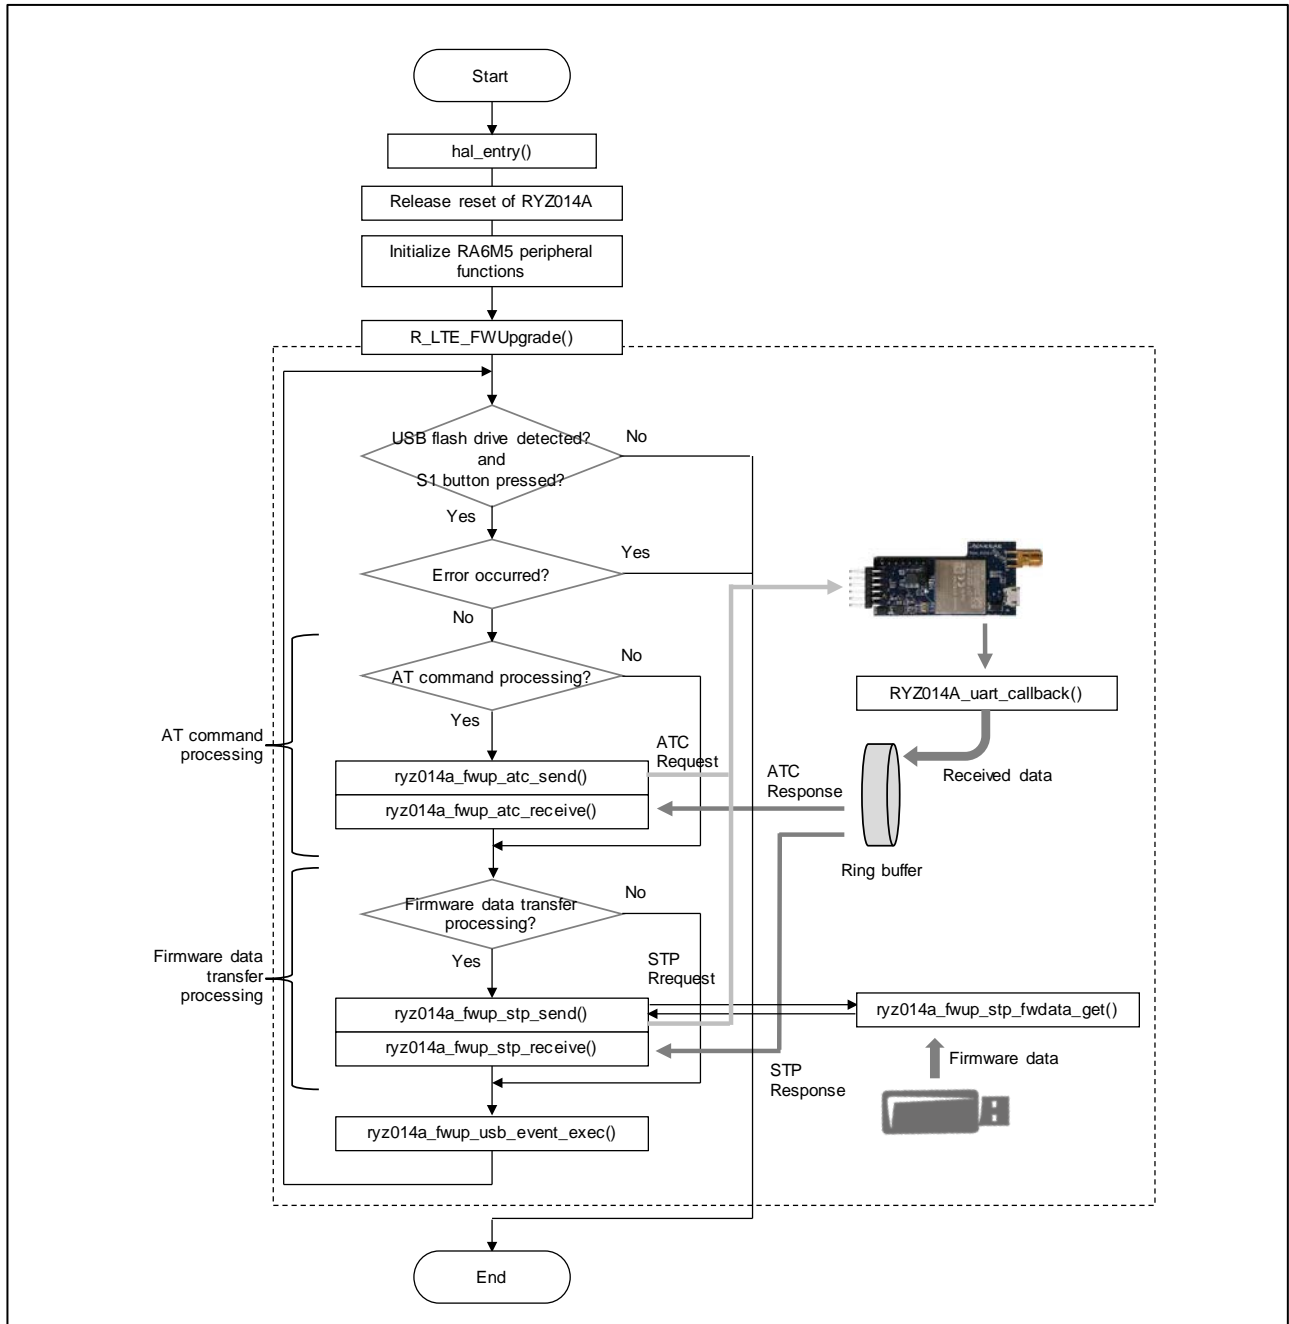 Start
hal_entry()
Release reset of RYZ014A
Initialize RA6M5 peripheral
functions
R_LTE_FWUpgrade()
USB flash drive detected?
and
S1 button pressed?
No
Yes
Error occurred?
Yes
No
AT command processing?
No
Yes
AT command
processing
ryz014a_fwup_atc_send()
ryz014a_fwup_atc_receive()
ATC
Request
ATC
Response
RYZ014A_uart_callback()
Received data
Ring buffer
Firmware data transfer
processing?
No
Yes
Firmware data
transfer
processing
STP
Rrequest
ryz014a_fwup_stp_send()
ryz014a_fwup_stp_receive()
ryz014a_fwup_stp_fwdata_get()
Firmware data
STP
Response
ryz014a_fwup_usb_event_exec()
End